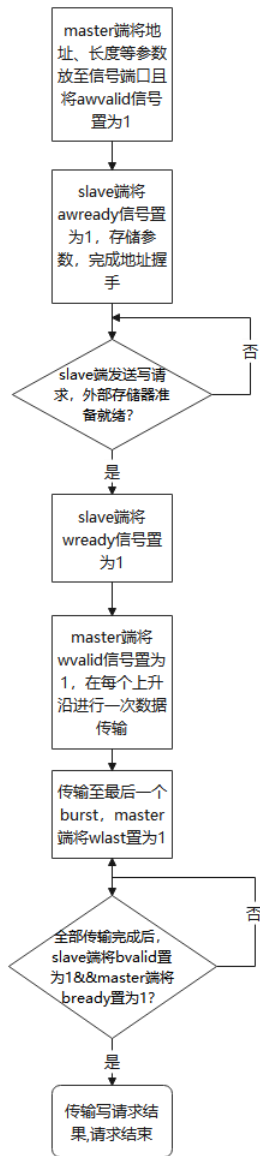 master端将地
址、长度等参数
放至信号端口且
将awvalid信号
置为1
slave端将
awready信号置
为1，存储参
数，完成地址握
手
否
slave端发送写请
求，外部存储器准
备就绪？
是
slave端将
wready信号置
为1
master端将
wvalid信号置为
1，在每个上升
沿进行一次数据
传输
传输至最后一个
burst，master
端将wlast置为1
否
全部传输完成后，
slave端将bvalid置
为1&&master端将
bready置为1？
是
传输写请求结
果,请求结束